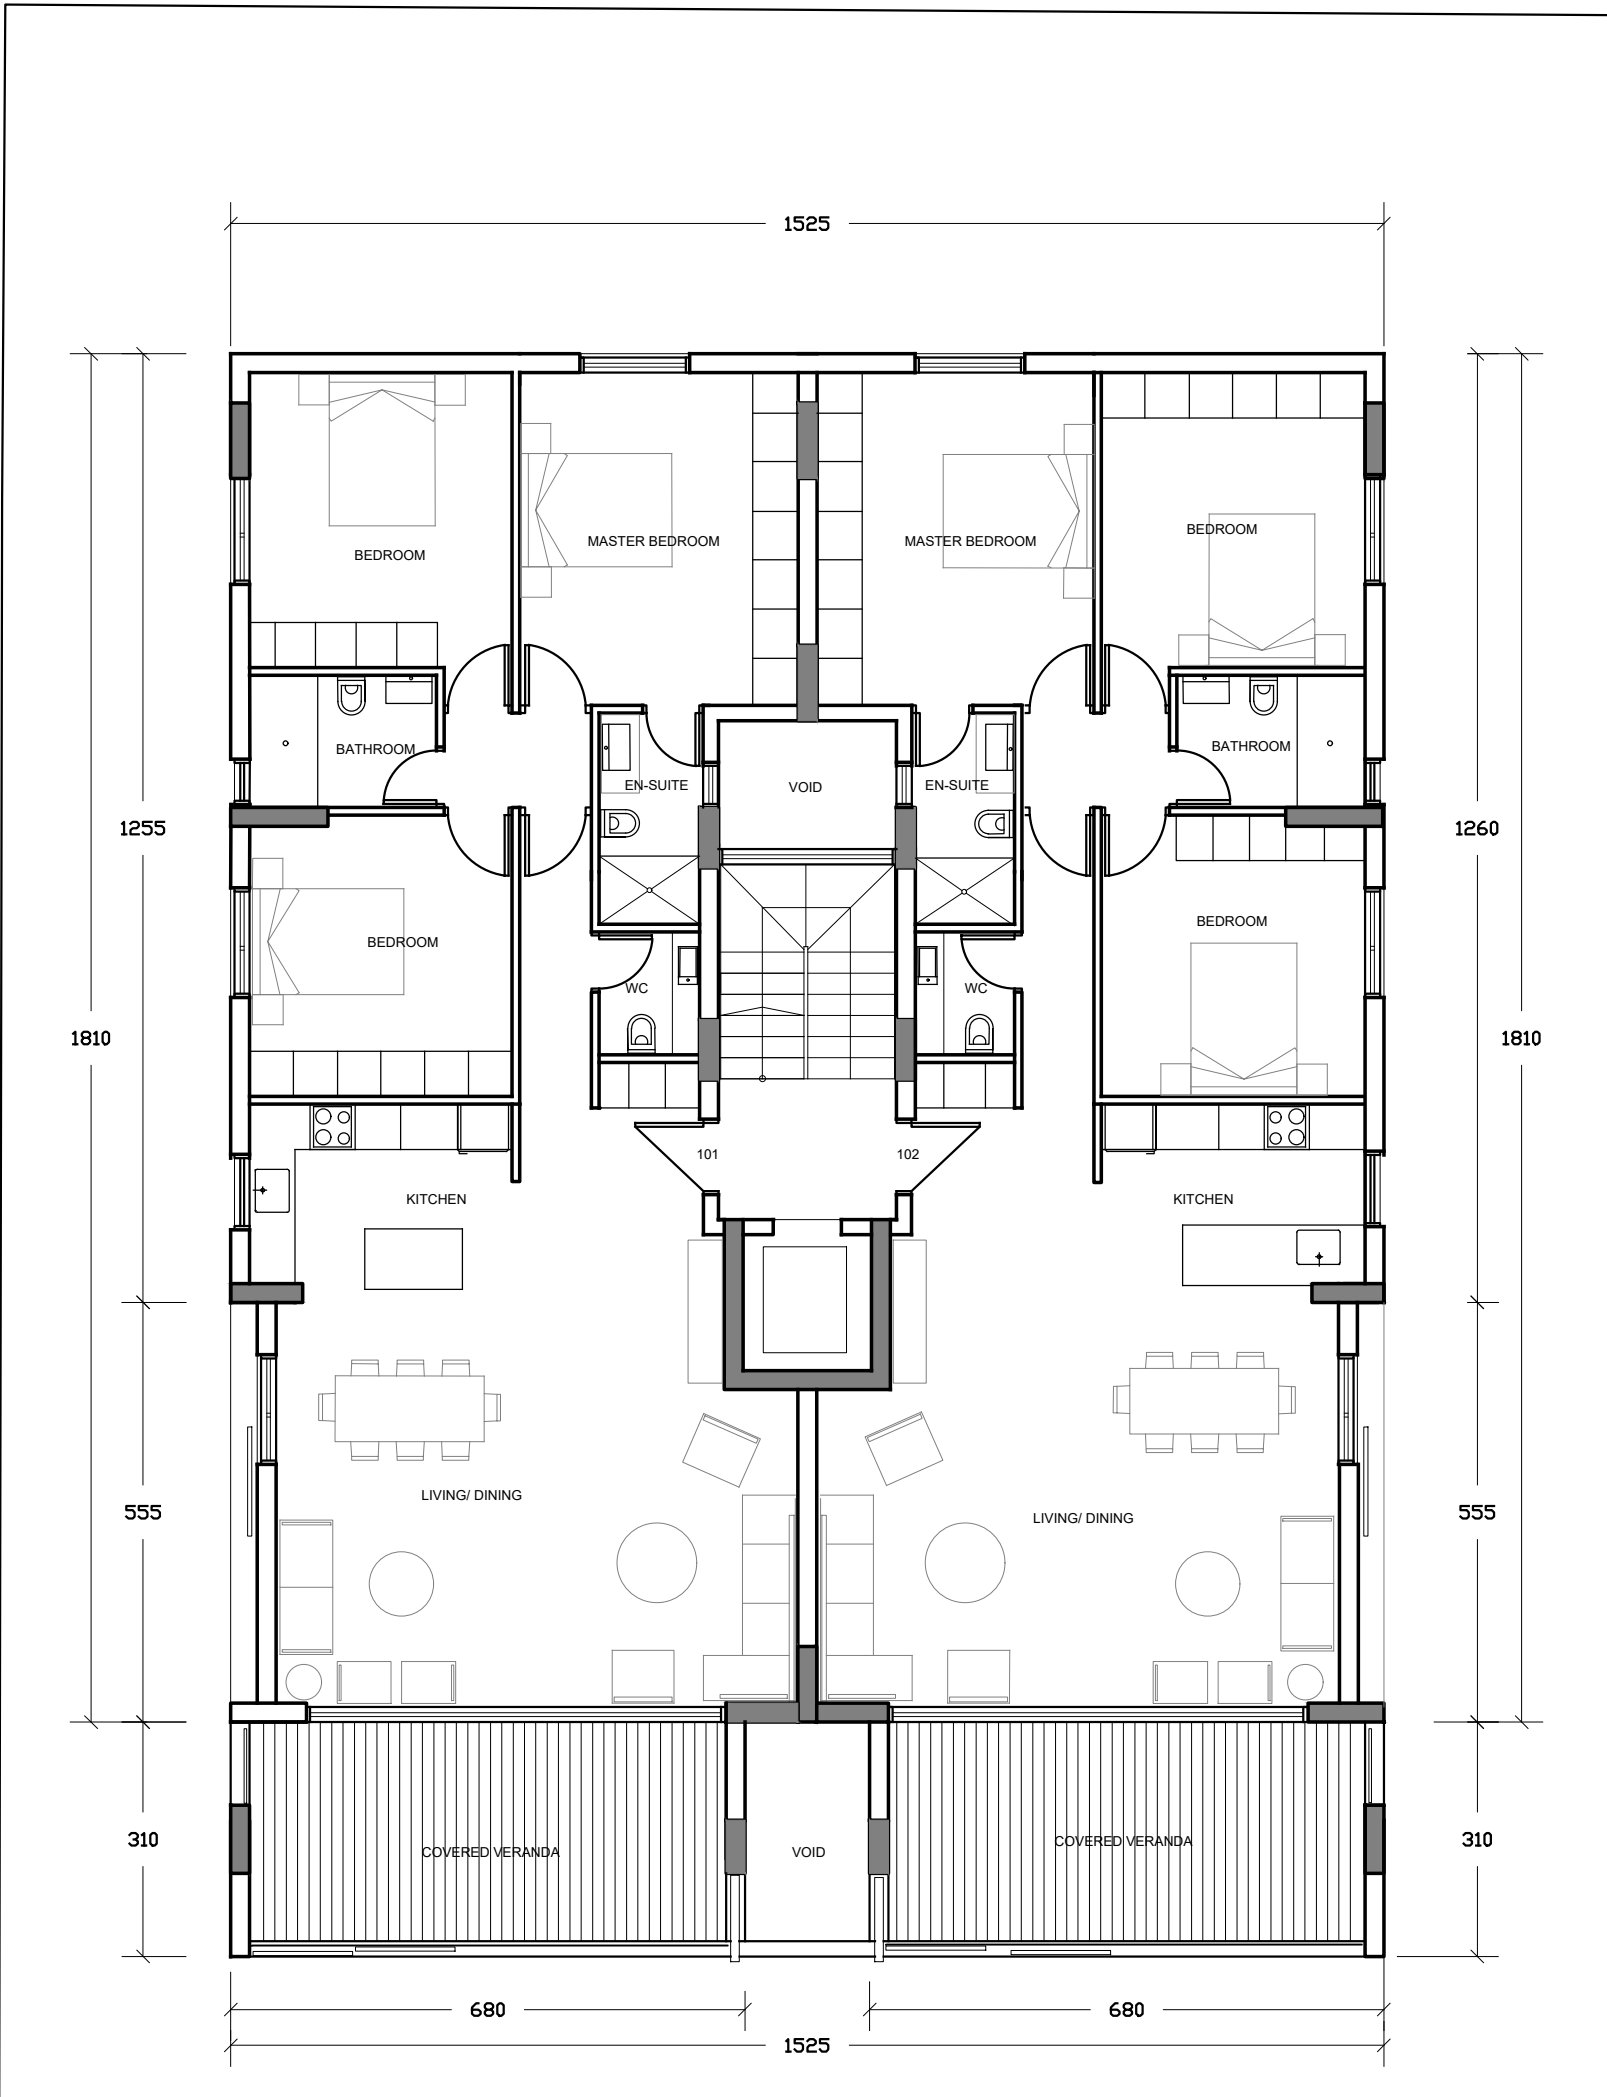 1525
BEDROOM
MASTER BEDROOM
MASTER BEDROOM
BEDROOM
BATHROOM
EN-SUITE
VOID
EN-SUITE
BATHROOM
1255
1260
BEDROOM
BEDROOM
WC
WC
1810
1810
101
102
KITCHEN
KITCHEN
LIVING/ DINING
LIVING/ DINING
555
555
310
COVERED VERANDA
VOID
COVERED VERANDA
310
680
680
1525